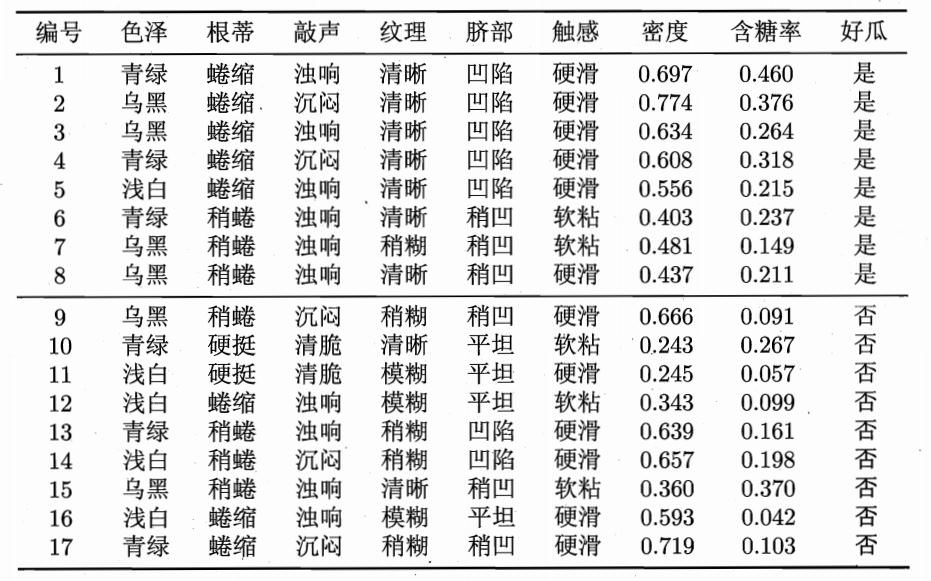 编号 色泽 根蒂 敲声 纹理 脐部 触感 密度 含糖率 好瓜
1 青绿 蜷缩 浊响 清晰 凹陷 硬滑 0.697 0.460 是
2 乌黑 蜷缩 沉闷 清晰 凹陷 硬滑 0.774 0.376 是
3 乌黑 蜷缩 浊响 清晰 凹陷 硬滑 0.634 0.264 是
4 青绿 蜷缩 沉闷 清晰 凹陷 硬滑 0.608 0.318 是
5 浅白 蜷缩 浊响 清晰 凹陷 硬滑 0.556 0.215 是
6 青绿 稍蜷 浊响 清晰 稍凹 软粘 0.403 0.237 是
7 乌黑 稍蜷 浊响 稍糊 稍凹 软粘 0.481 0.149 是
8 乌黑 稍蜷 浊响 清晰 稍凹 硬滑 0.437 0.211 是
9 乌黑 稍蜷 沉闷 稍糊 稍凹 硬滑 0.666 0.091 否
10 青绿 硬挺 清脆 清晰 平坦 软粘 0.243 0.267 否
11 浅白 硬挺 清脆 模糊 平坦 硬滑 0.245 0.057 否
12 浅白 蜷缩 浊响 模糊 平坦 软粘 0.343 0.099 否
13 青绿 稍蜷 浊响 稍糊 凹陷 硬滑 0.639 0.161 否
14 浅白 稍蜷 沉闷 稍糊 凹陷 硬滑 0.657 0.198 否
15 乌黑 稍蜷 浊响 清晰 稍凹 软粘 0.360 0.370 否
16 浅白 蜷缩 浊响 模糊 平坦 硬滑 0.593 0.042 否
17 青绿 蜷缩 沉闷 稍糊 稍凹 硬滑 0.719 0.103 否